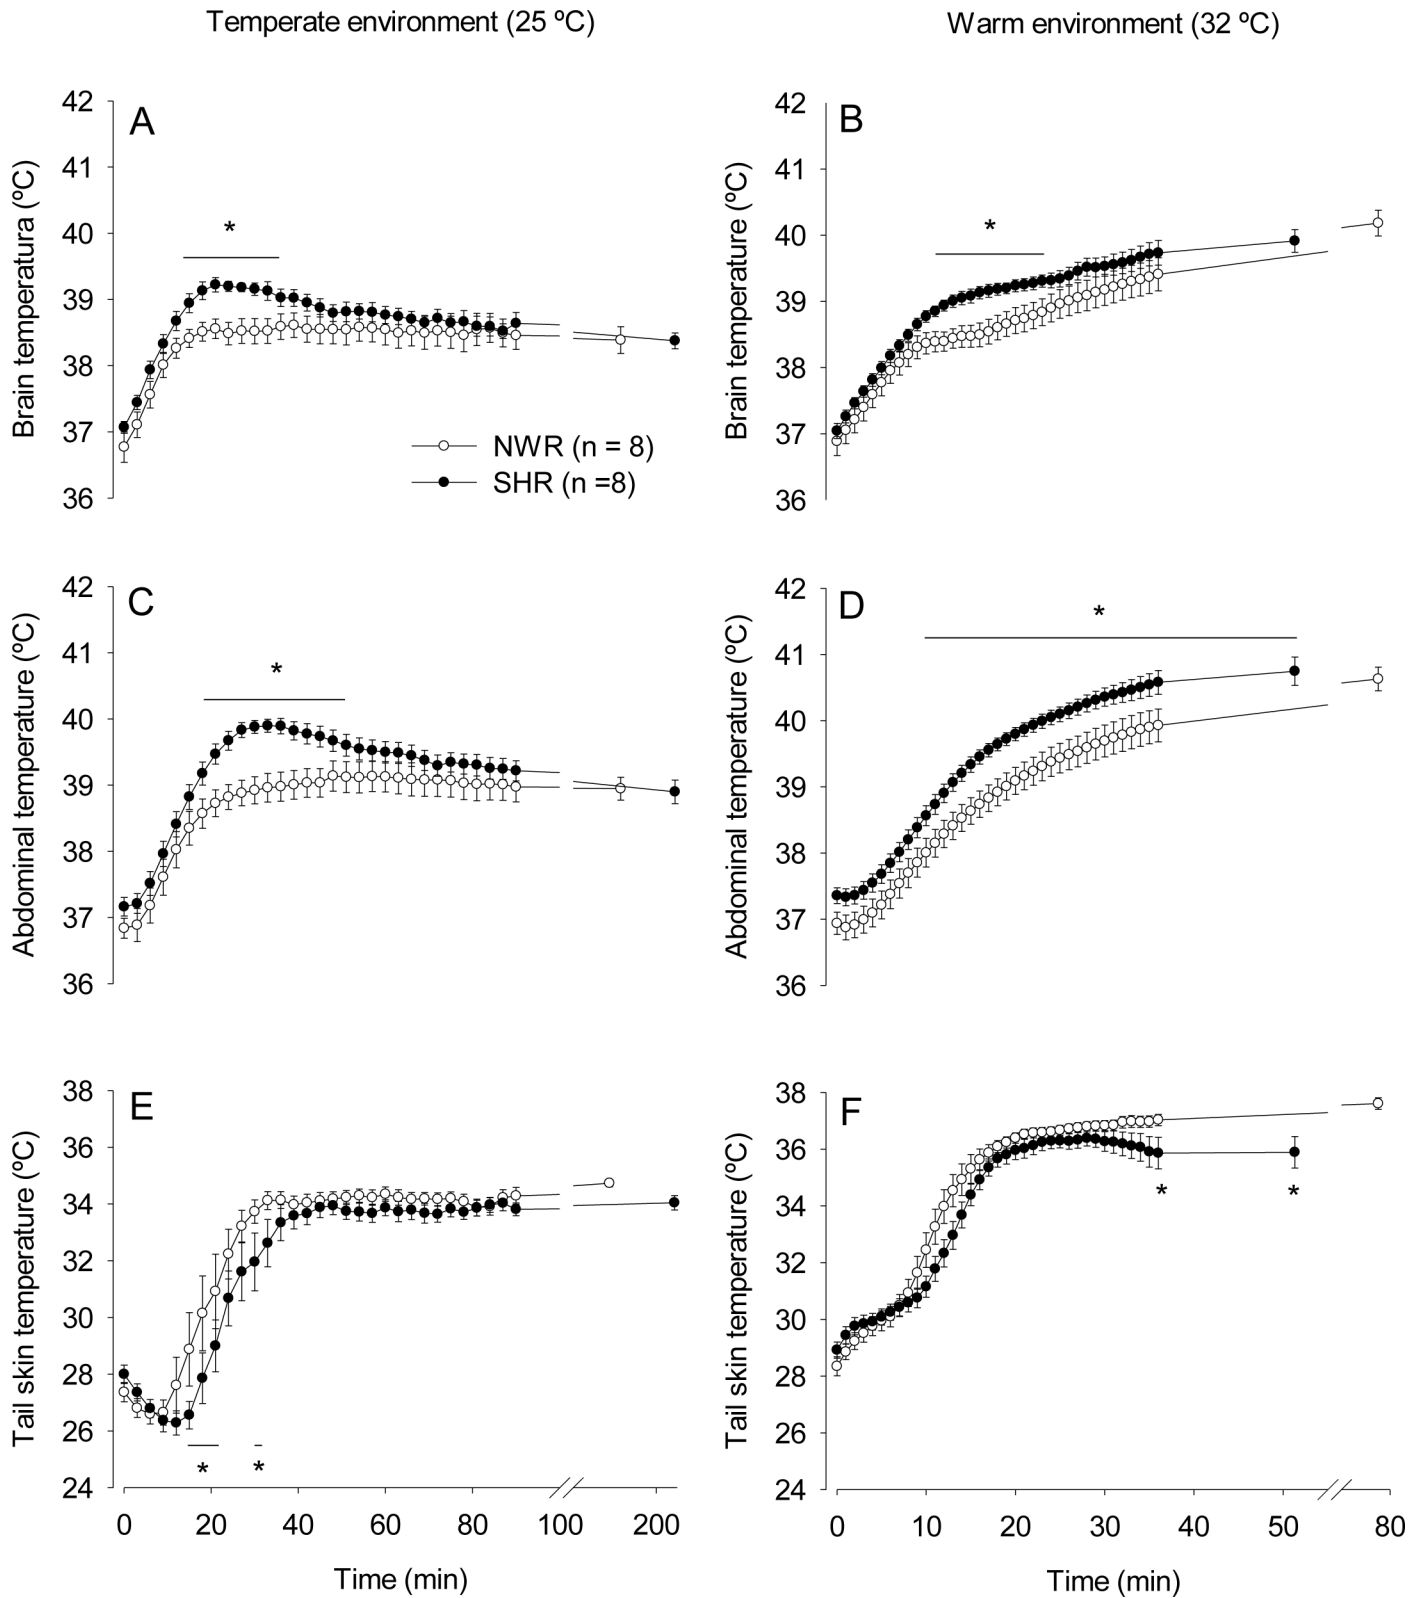 Temperate environment (25 ºC)
Warm environment (32 ºC)
A
Brain temperatura (ºC)
42
41
40
39
38
37
36
*
NWR (n = 8)
SHR (n =8)
B
Brain temperature (ºC)
42
41
40
39
38
37
36
*
C
Abdominal temperature (ºC)
42
41
40
39
38
37
36
*
D
Abdominal temperature (ºC)
42
41
40
39
38
37
36
*
E
Tail skin temperature (ºC)
38
36
34
32
30
28
26
24
* *
0 20 40 60 80 100 200
Time (min)
F
Tail skin temperature (ºC)
38
36
34
32
30
28
26
24
* *
0 10 20 30 40 50 80
Time (min)